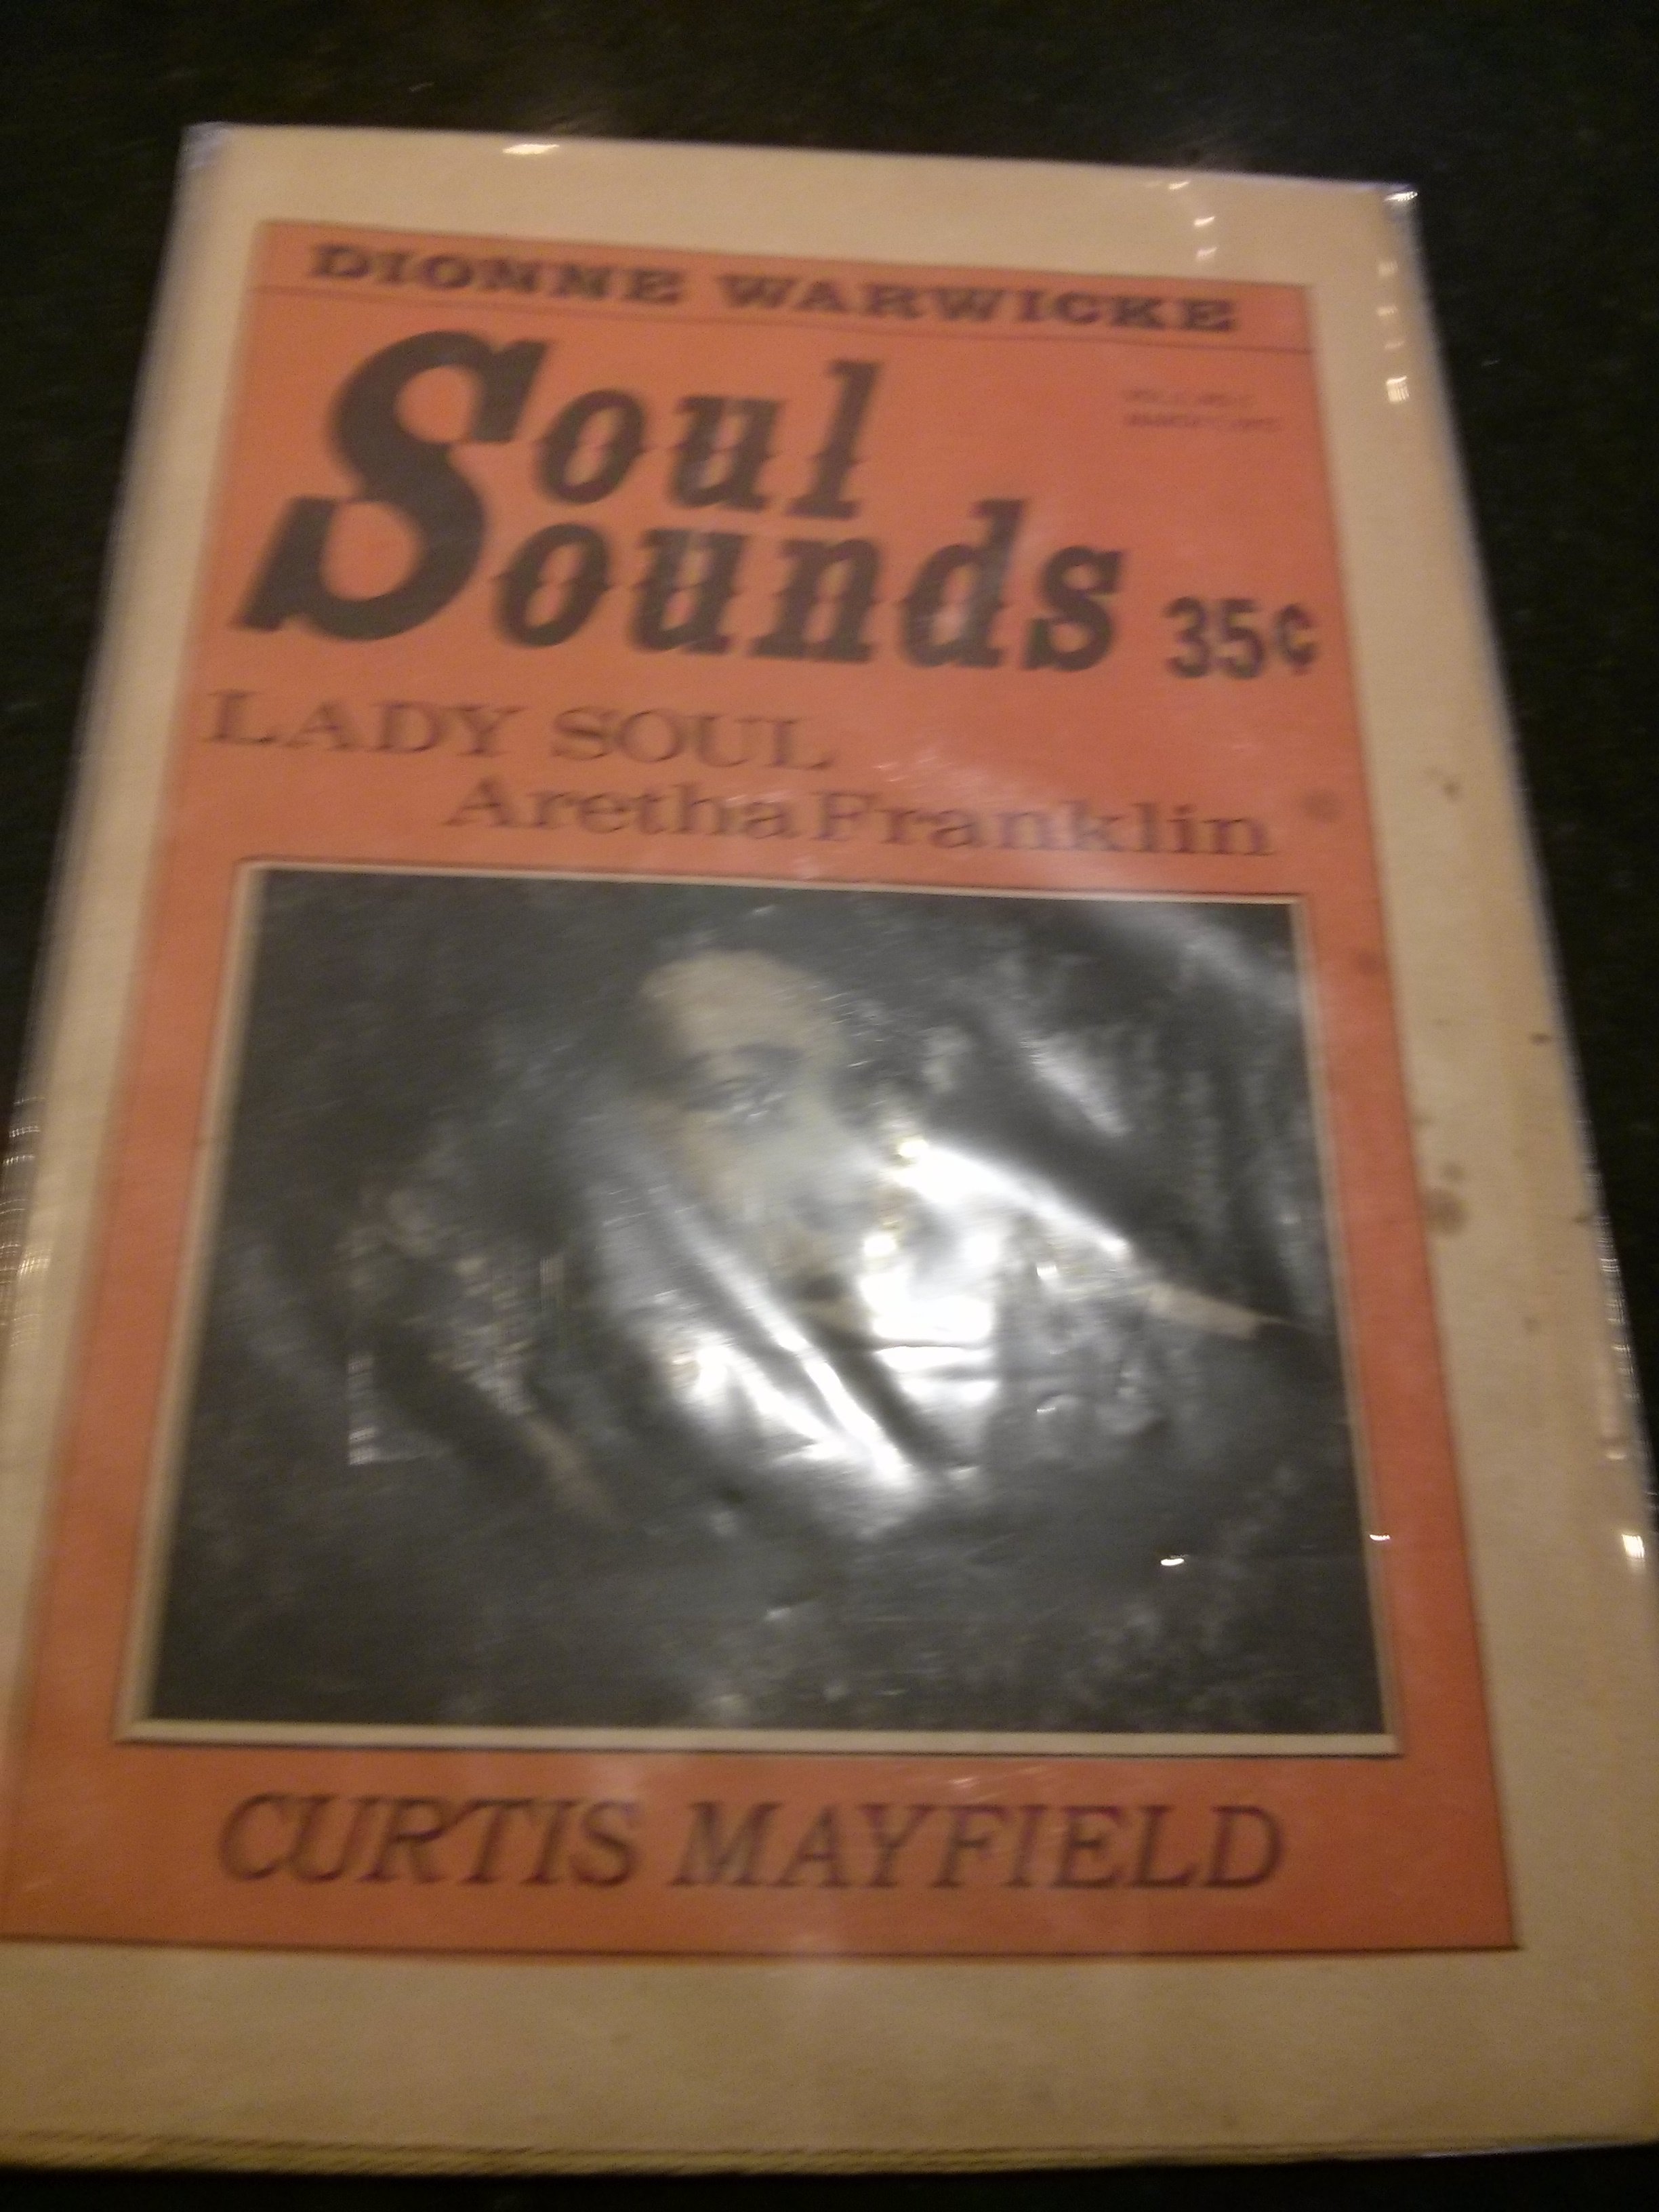 DIONNE WARWICKE
Soul
Sounds 35¢
LADY SOUL
Aretha Franklin
CURTIS MAYFIELD